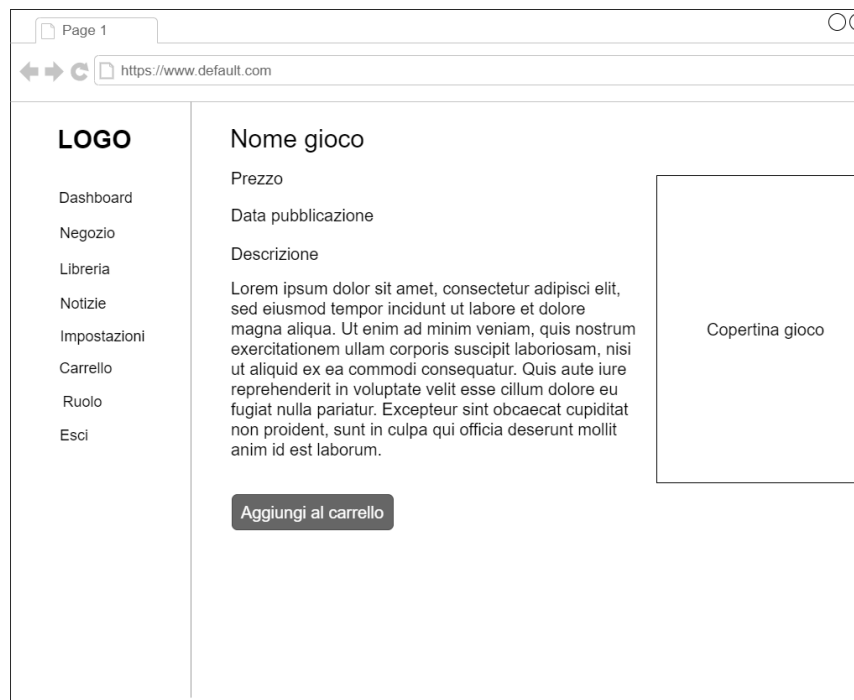 Page 1
https://www.default.com
LOGO
Dashboard
Negozio
Libreria
Notizie
Impostazioni
Carrello
Ruolo
Esci
Nome gioco
Prezzo
Data pubblicazione
Descrizione
Lorem ipsum dolor sit amet, consectetur adipisci elit,
sed eiusmod tempor incidunt ut labore et dolore
magna aliqua. Ut enim ad minim veniam, quis nostrum
exercitationem ullam corporis suscipit laboriosam, nisi
ut aliquid ex ea commodi consequatur. Quis aute iure
reprehenderit in voluptate velit esse cillum dolore eu
fugiat nulla pariatur. Excepteur sint obcaecat cupiditat
non proident, sunt in culpa qui officia deserunt mollit
anim id est laborum.
Aggiungi al carrello
Copertina gioco